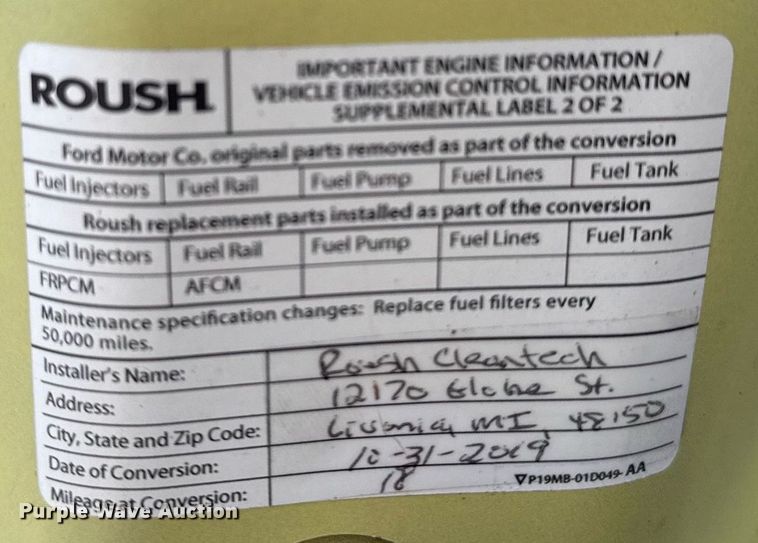 ROUSH
IMPORTANT ENGINE INFORMATION /
VEHICLE EMISSION CONTROL INFORMATION
SUPPLEMENTAL LABEL 2 OF 2
Ford Motor Co. original parts removed as part of the conversion
Fuel Injectors Fuel Rail Fuel Pump Fuel Lines Fuel Tank
Roush replacement parts installed as part of the conversion
Fuel Injectors Fuel Rail Fuel Pump Fuel Lines Fuel Tank
FRPCM AFCM
Maintenance specification changes: Replace fuel filters every
50,000 miles.
Installer's Name: Roush Cleantech
Address: 12170 Globe St.
City, State and Zip Code: Livonia, MI, 48150
Date of Conversion: 10-31-2019
Mileage at Conversion: 18
P19MB-01D049-AA
Purple Wave Auction